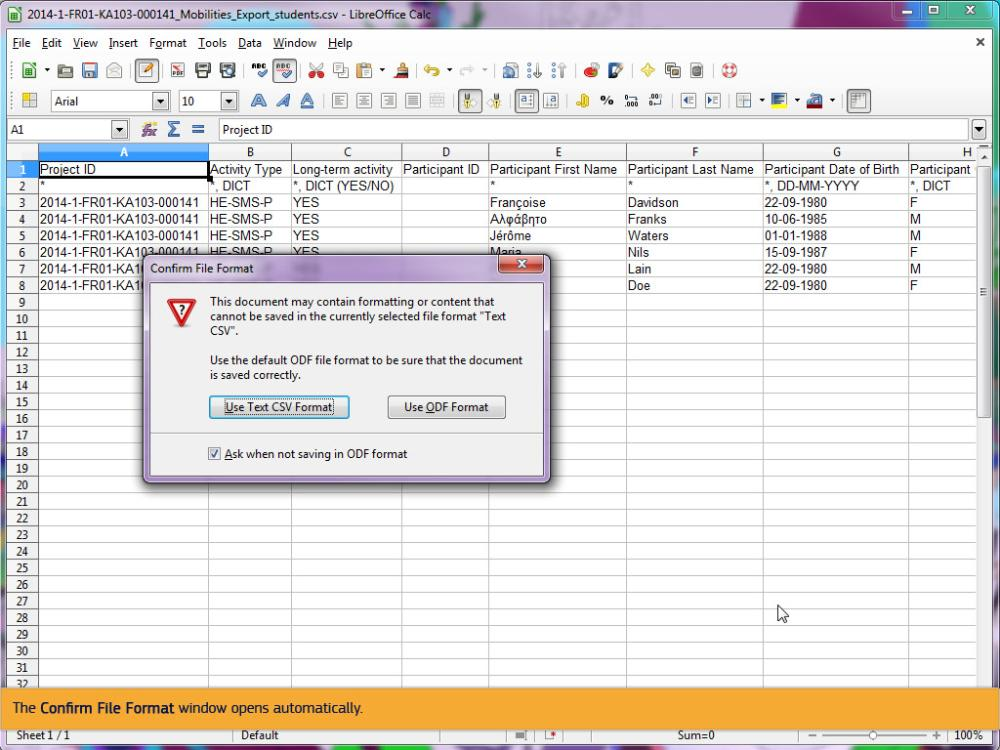 2014-1-FR01-KA103-000141_Mobilities_Export_students.csv - LibreOffice Calc
File Edit View Insert Format Tools Data Window Help
Arial 10
A1 Project ID
A B C D E F G H
1 Project ID Activity Type Long-term activity Participant ID Participant First Name Participant Last Name Participant Date of Birth Participant
2 * *, DICT *, DICT (YES/NO) * * *, DD-MM-YYYY *, DICT
3 2014-1-FR01-KA103-000141 HE-SMS-P YES Françoise Davidson 22-09-1980 F
4 2014-1-FR01-KA103-000141 HE-SMS-P YES Αλφάβητο Franks 10-06-1985 M
5 2014-1-FR01-KA103-000141 HE-SMS-P YES Jérôme Waters 01-01-1988 M
6 2014-1-FR01-KA103-000141 HE-SMS-P YES Maria Nils 15-09-1987 F
7 2014-1-FR01-KA1 Lain 22-09-1980 M
8 2014-1-FR01-KA1 Doe 22-09-1980 F
9
10
11
12
13
14
15
16
17
18
19
20
21
22
23
24
25
26
27
28
29
30
31
32
Confirm File Format
This document may contain formatting or content that
cannot be saved in the currently selected file format "Text
CSV".
Use the default ODF file format to be sure that the document
is saved correctly.
Use Text CSV Format Use ODF Format
Ask when not saving in ODF format
The Confirm File Format window opens automatically.
Sheet 1 / 1 Default Sum=0 100%